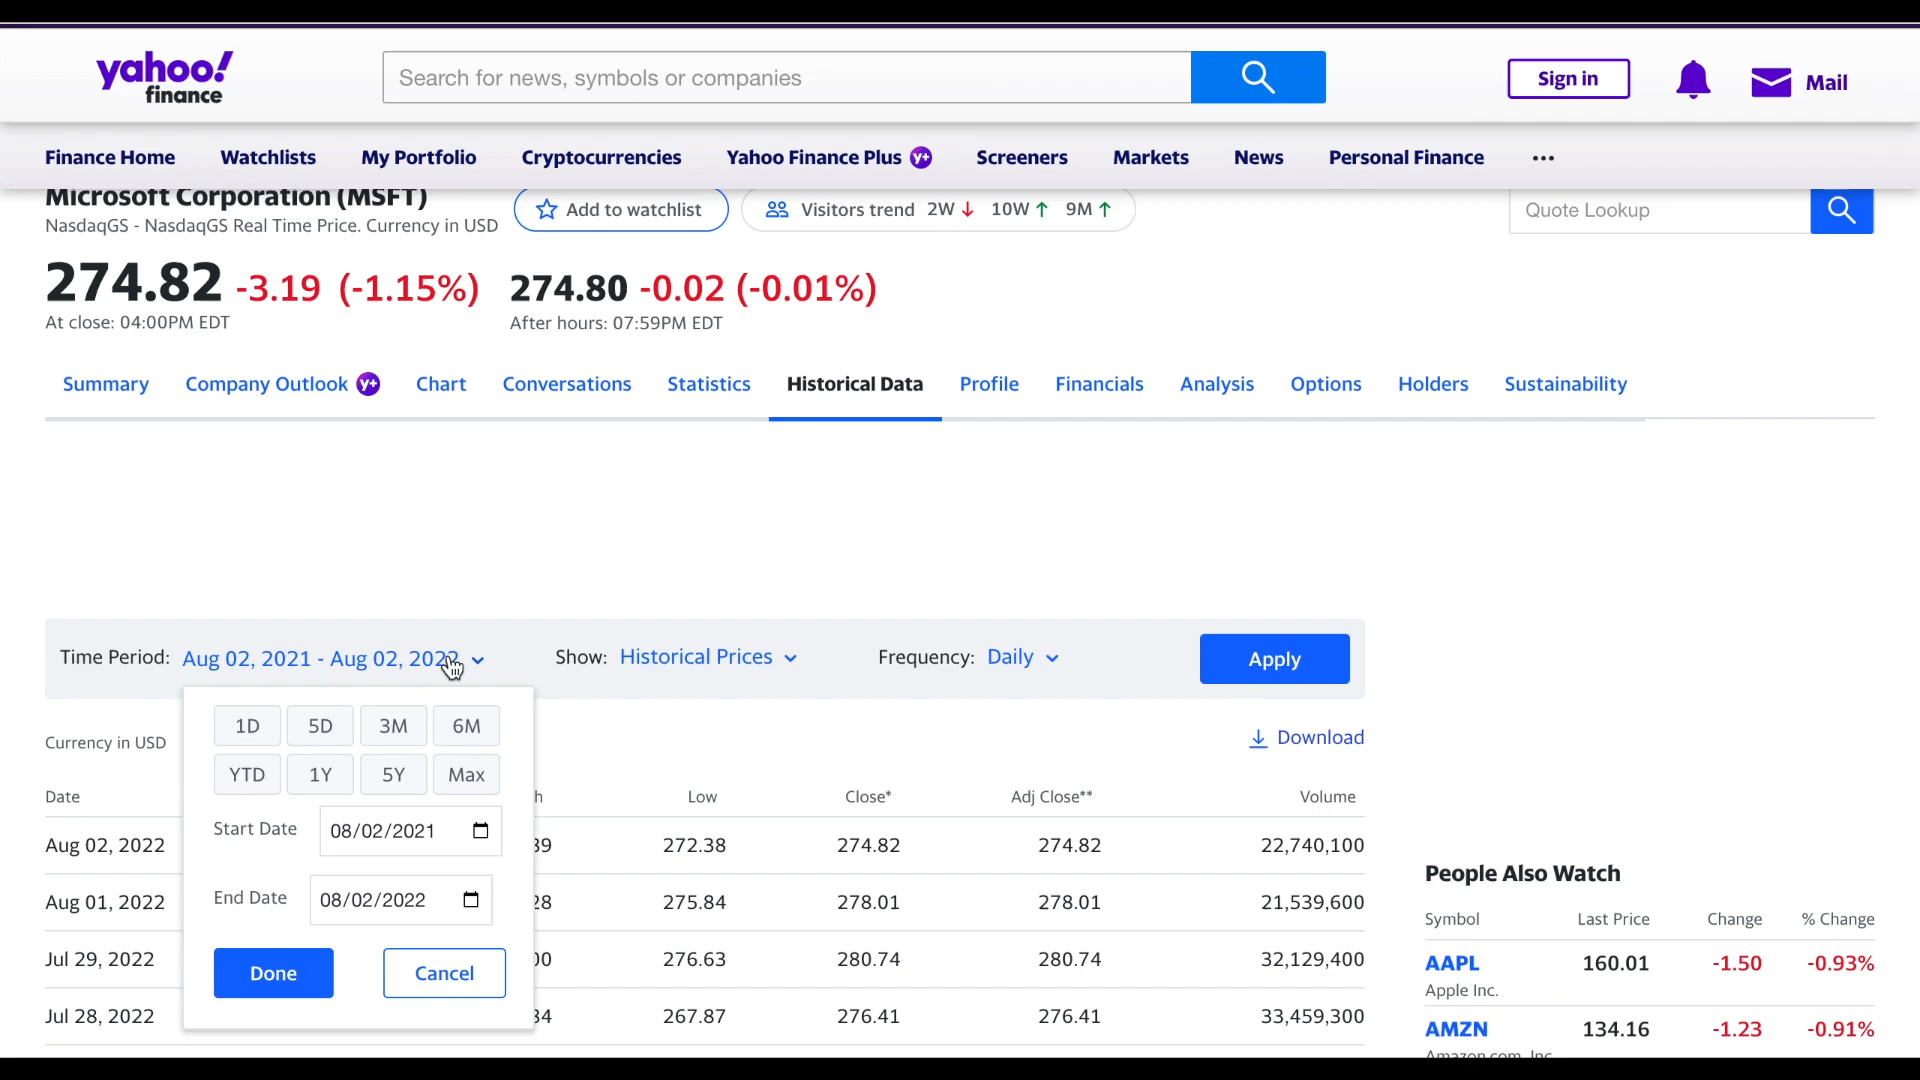 yahoo!
finance
Search for news, symbols or companies
Sign in
Mail
Finance Home Watchlists My Portfolio Cryptocurrencies Yahoo Finance Plus y+ Screeners Markets News Personal Finance ...
Microsoft Corporation (MSFT)
NasdaqGS - NasdaqGS Real Time Price. Currency in USD
Add to watchlist
Visitors trend 2W ↓ 10W ↑ 9M ↑
Quote Lookup
274.82 -3.19 (-1.15%) 274.80 -0.02 (-0.01%)
At close: 04:00PM EDT After hours: 07:59PM EDT
Summary Company Outlook y+ Chart Conversations Statistics Historical Data Profile Financials Analysis Options Holders Sustainability
Time Period: Aug 02, 2021 - Aug 02, 2022 Show: Historical Prices Frequency: Daily Apply
1D 5D 3M 6M
YTD 1Y 5Y Max
Start Date 08/02/2021
End Date 08/02/2022
Done Cancel
Currency in USD Download
Date h Low Close* Adj Close** Volume
Aug 02, 2022 39 272.38 274.82 274.82 22,740,100
Aug 01, 2022 28 275.84 278.01 278.01 21,539,600
Jul 29, 2022 00 276.63 280.74 280.74 32,129,400
Jul 28, 2022 34 267.87 276.41 276.41 33,459,300
People Also Watch
Symbol Last Price Change % Change
AAPL 160.01 -1.50 -0.93%
Apple Inc.
AMZN 134.16 -1.23 -0.91%
Amazon.com, Inc.